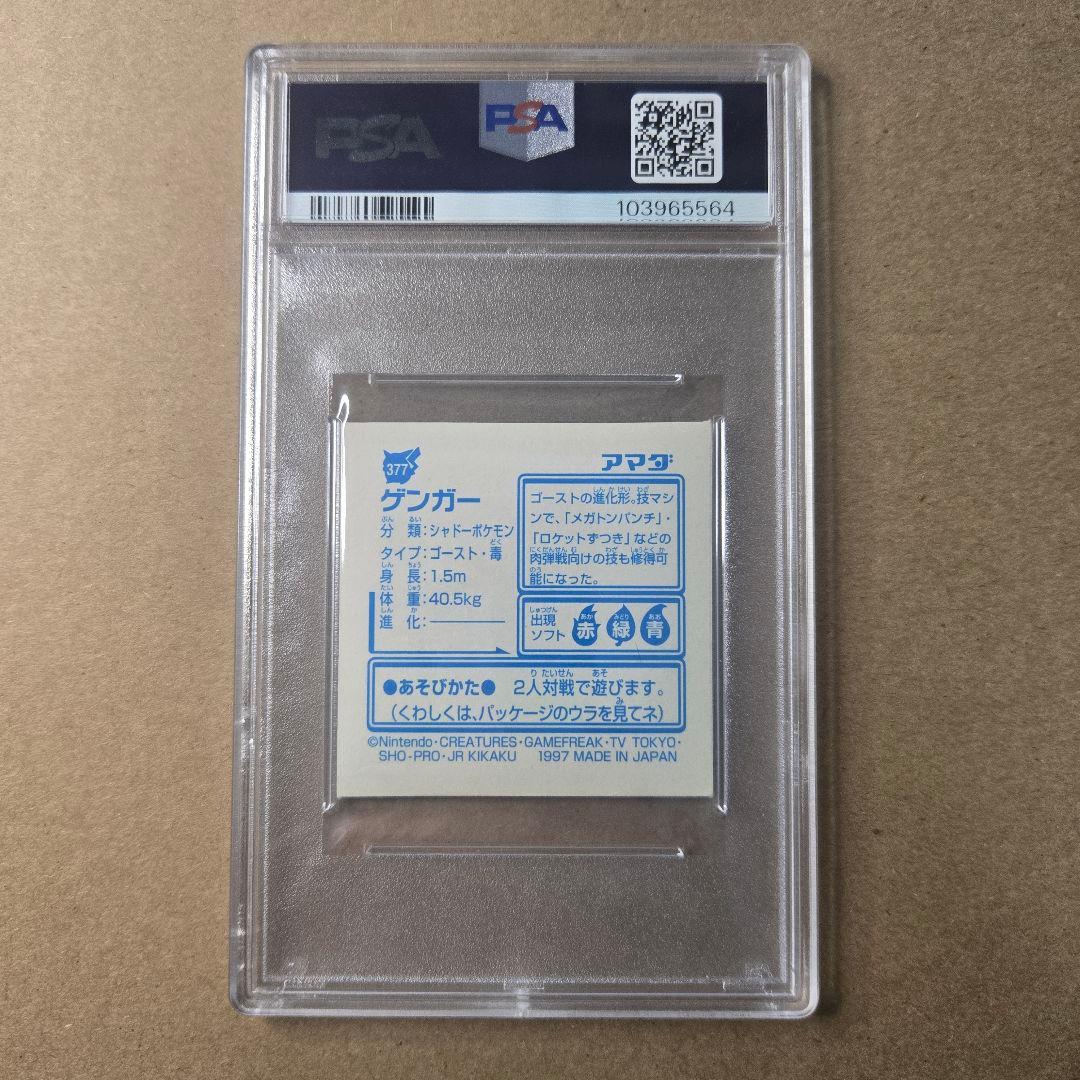 PSA
PSA
103965564
377
アマダ
ゲンガー
分類:シャドーポケモン
タイプ:ゴースト・毒
身長:1.5m
体重:40.5kg
進化:
ゴーストの進化形。技マシ
ンで、「メガトンパンチ」・
「ロケットずつき」などの
肉弾戦向けの技も修得可
能になった。
出現
ソフト
赤 緑 青
●あそびかた● 2人対戦で遊びます。
(くわしくは、パッケージのウラを見てネ)
©Nintendo・CREATURES・GAMEFREAK・TV TOKYO・
SHO-PRO・JR KIKAKU 1997 MADE IN JAPAN